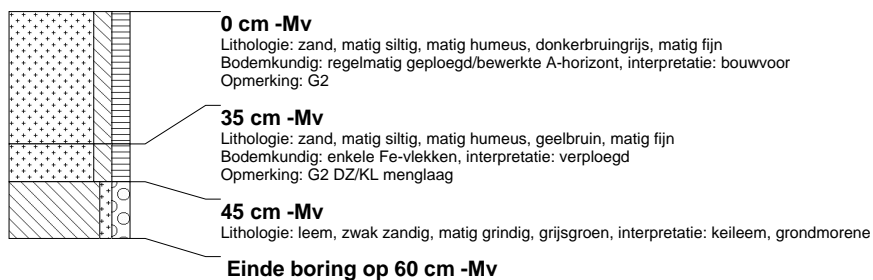 0 cm -Mv
Lithologie: zand, matig siltig, matig humeus, donkerbruingrijs, matig fijn
Bodemkundig: regelmatig geploegd/bewerkte A-horizont, interpretatie: bouwvoor
Opmerking: G2
35 cm -Mv
Lithologie: zand, matig siltig, matig humeus, geelbruin, matig fijn
Bodemkundig: enkele Fe-vlekken, interpretatie: verploegd
Opmerking: G2 DZ/KL menglaag
45 cm -Mv
Lithologie: leem, zwak zandig, matig grindig, grijsgroen, interpretatie: keileem, grondmorene
Einde boring op 60 cm -Mv